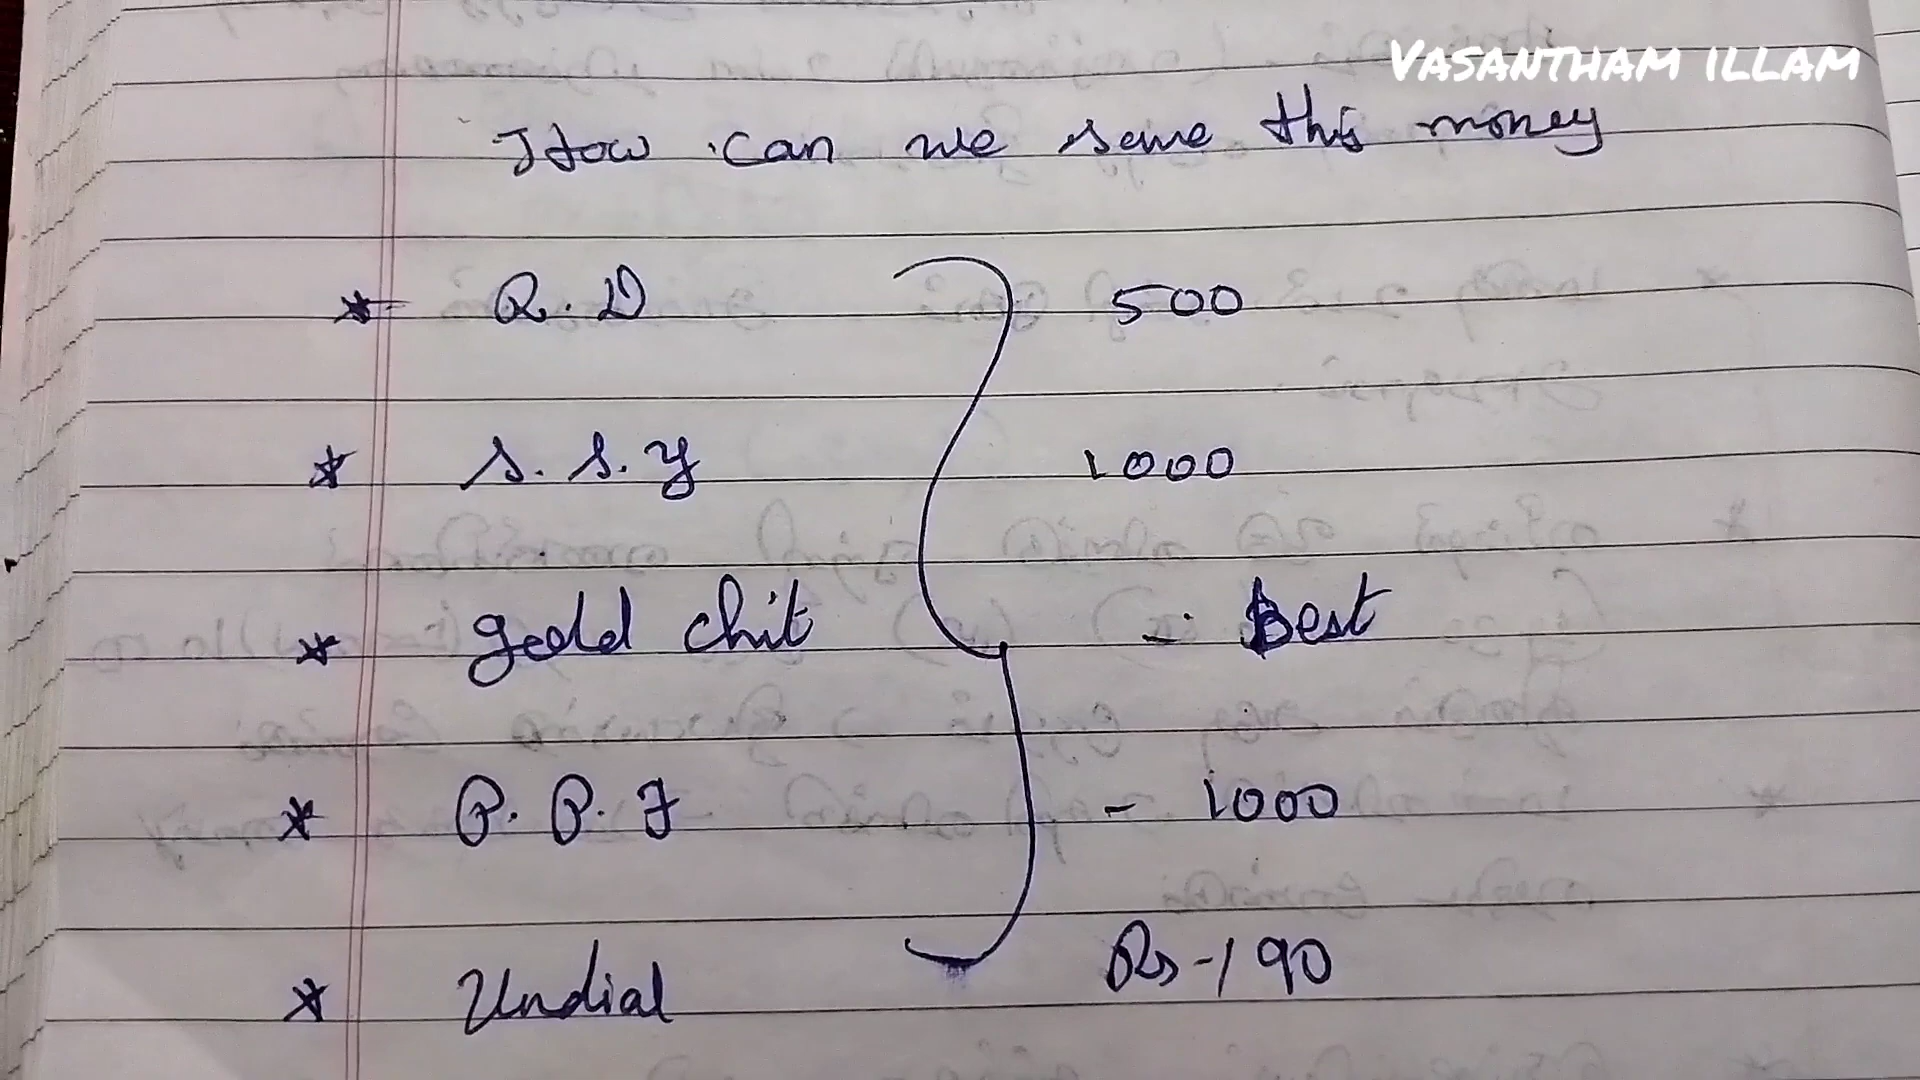 VASANTHAM ILLAM
How can we save this money
* R.D 500
* S.S.Y 1000
* gold chit - Best
* P.P.F - 1000
* Undial Rs-190